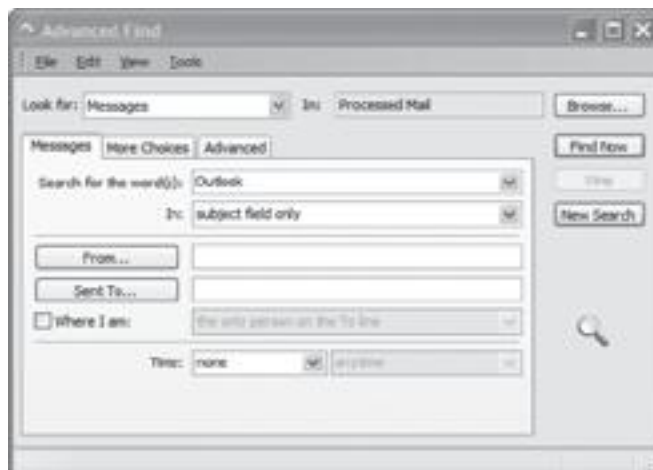 Advanced Find
File Edit View Tools
Look for: Messages In: Processed Mail Browse...
Messages More Choices Advanced Find Now
Search for the word(s): Outlook Stop
In: subject field only New Search
From...
Sent To...
Where I am: the only person on the To line
Time: none anytime